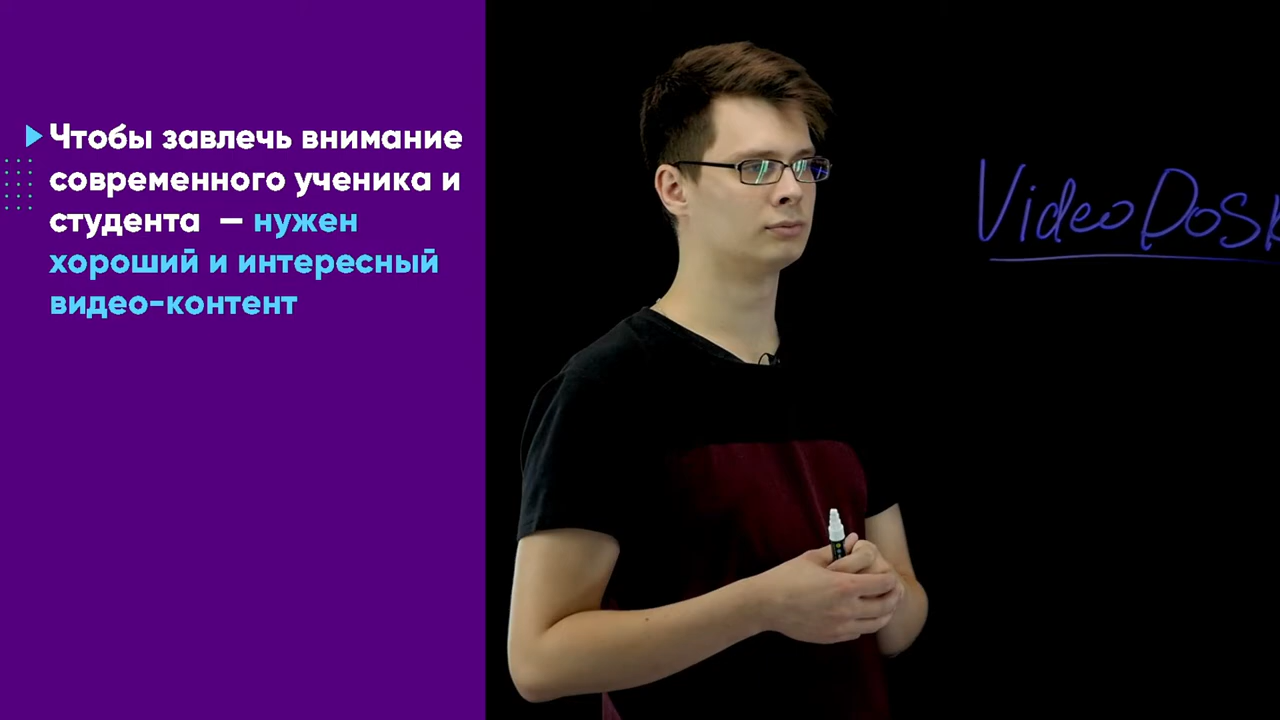 Чтобы завлечь внимание
современного ученика и
студента — нужен
хороший и интересный
видео-контент